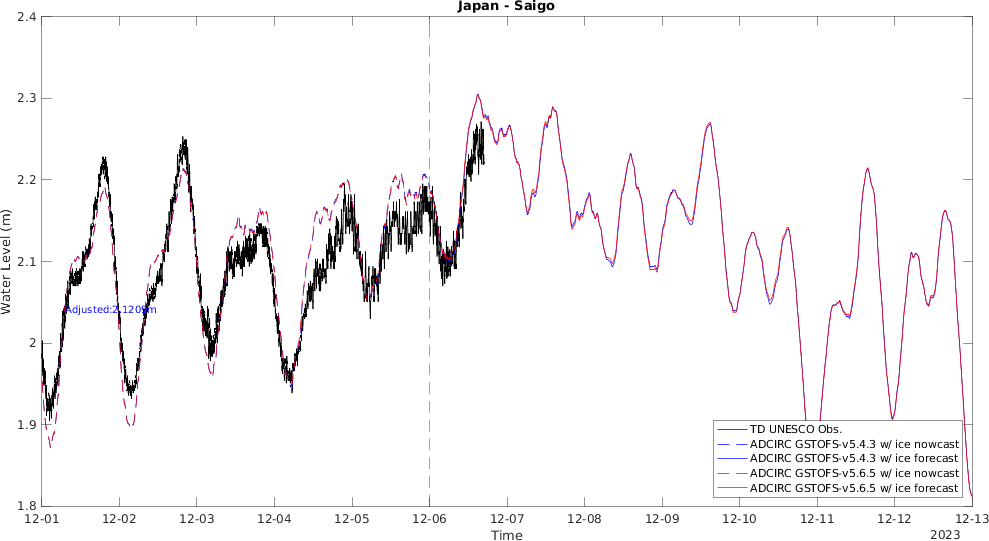 Japan - Saigo
2.4
2.3
2.2
2.1
2
1.9
1.8
Water Level (m)
Adjusted:2.1209m
TD UNESCO Obs.
ADCIRC GSTOFS-v5.4.3 w/ ice nowcast
ADCIRC GSTOFS-v5.4.3 w/ ice forecast
ADCIRC GSTOFS-v5.6.5 w/ ice nowcast
ADCIRC GSTOFS-v5.6.5 w/ ice forecast
12-01 12-02 12-03 12-04 12-05 12-06 12-07 12-08 12-09 12-10 12-11 12-12 12-13
Time
2023